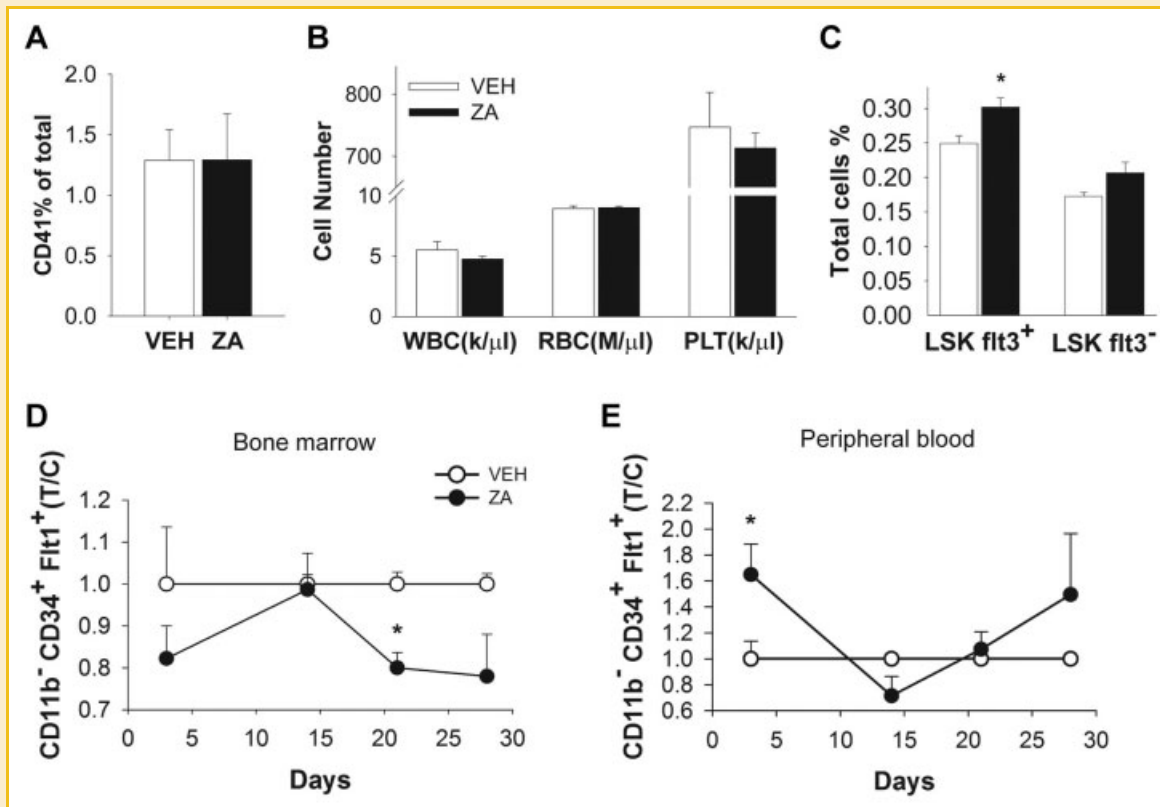 A
2.0
1.5
1.0
0.5
0.0
CD41% of total
VEH ZA
B
VEH
ZA
800
700
10
5
0
Cell Number
WBC(k/μl) RBC(M/μl) PLT(k/μl)
C
*
0.30
0.25
0.20
0.15
0.10
0.05
0.00
Total cells %
LSK flt3+ LSK flt3-
D
Bone marrow
VEH
ZA
1.2
1.1
1.0
0.9
0.8
0.7
*
CD11b- CD34+ Flt1+ (T/C)
0 5 10 15 20 25 30
Days
E
Peripheral blood
2.2
2.0
1.8
1.6
1.4
1.2
1.0
0.8
0.6
*
CD11b- CD34+ Flt1+ (T/C)
0 5 10 15 20 25 30
Days